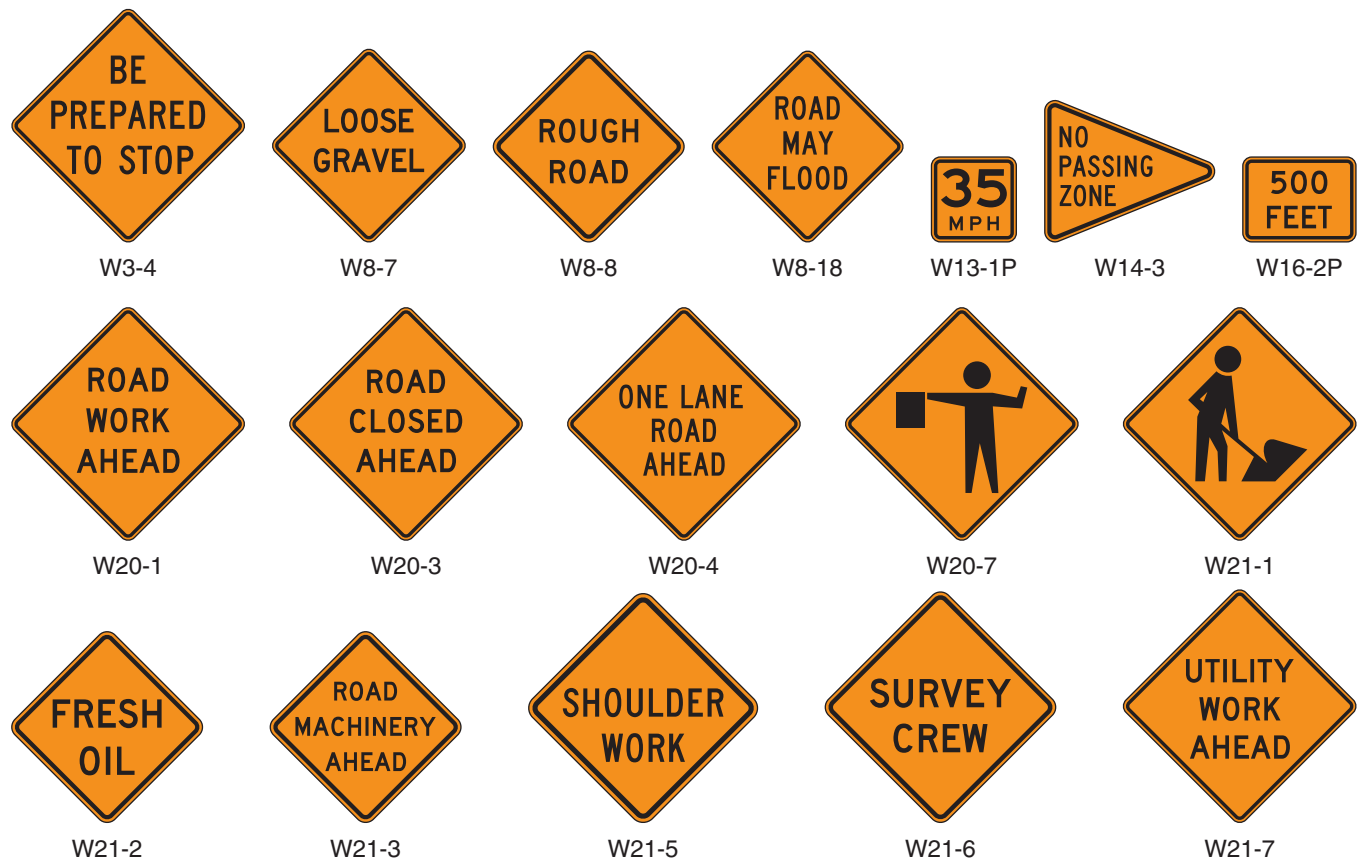 BE
PREPARED
TO STOP
W3-4
LOOSE
GRAVEL
W8-7
ROUGH
ROAD
W8-8
ROAD
MAY
FLOOD
W8-18
35
MPH
W13-1P
NO
PASSING
ZONE
W14-3
500
FEET
W16-2P
ROAD
WORK
AHEAD
W20-1
ROAD
CLOSED
AHEAD
W20-3
ONE LANE
ROAD
AHEAD
W20-4
W20-7
W21-1
FRESH
OIL
W21-2
ROAD
MACHINERY
AHEAD
W21-3
SHOULDER
WORK
W21-5
SURVEY
CREW
W21-6
UTILITY
WORK
AHEAD
W21-7